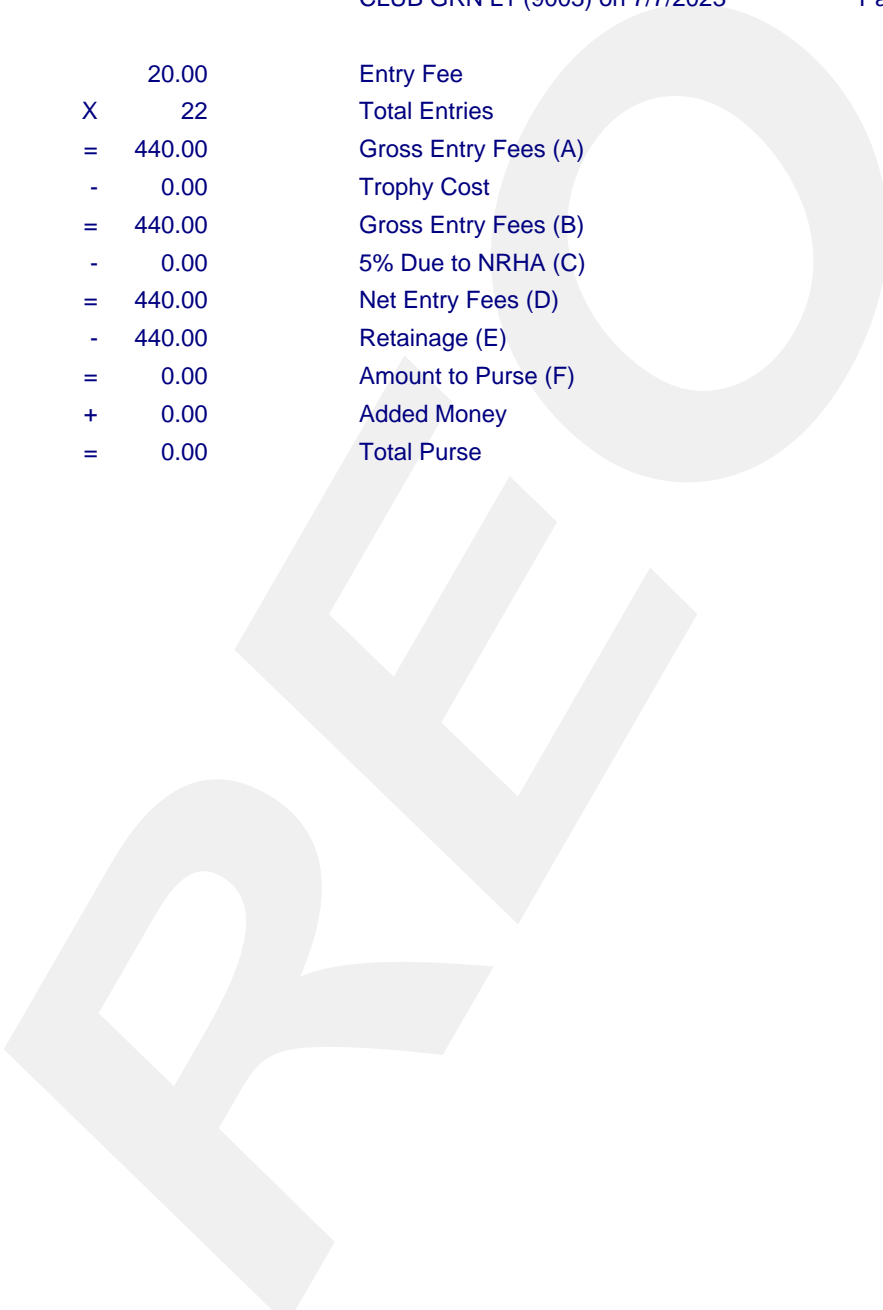 20.00 Entry Fee
X 22 Total Entries
= 440.00 Gross Entry Fees (A)
- 0.00 Trophy Cost
= 440.00 Gross Entry Fees (B)
- 0.00 5% Due to NRHA (C)
= 440.00 Net Entry Fees (D)
- 440.00 Retainage (E)
= 0.00 Amount to Purse (F)
+ 0.00 Added Money
= 0.00 Total Purse
REO